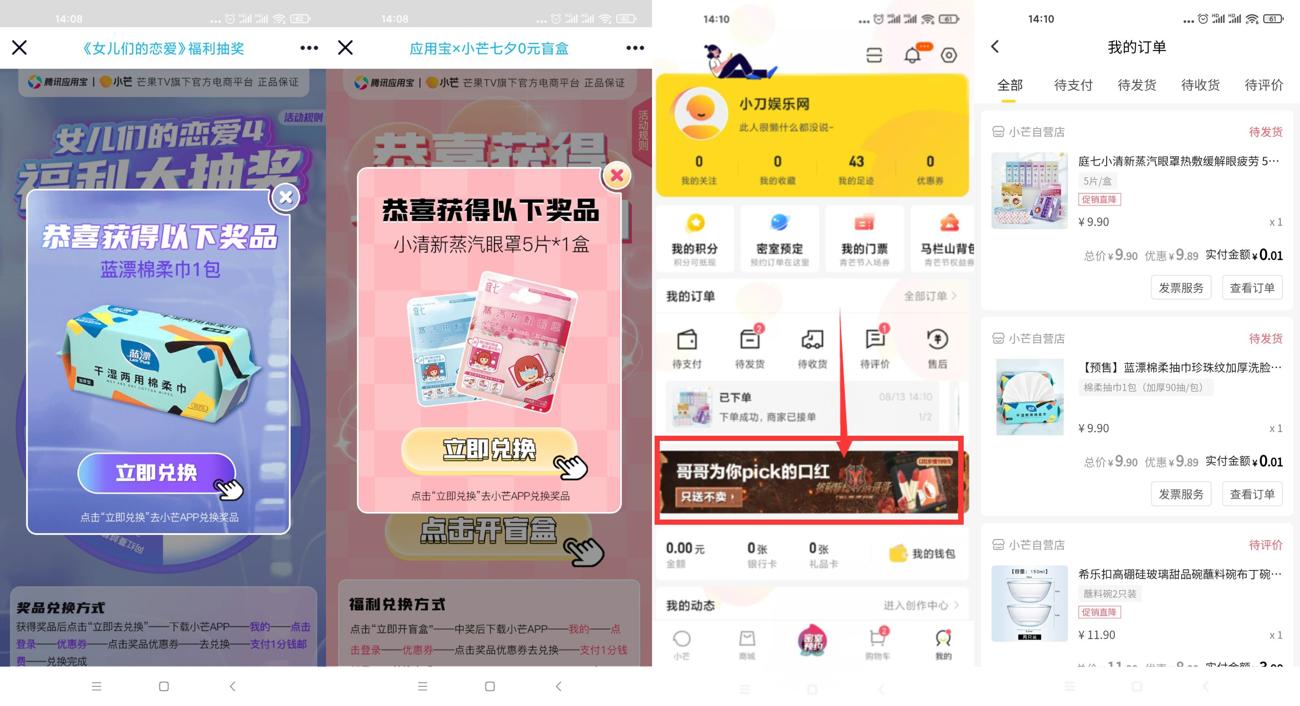 14:08
《女儿们的恋爱》福利抽奖
腾讯应用宝 | 小芒 芒果TV旗下官方电商平台 正品保证
活动规则
女儿们的恋爱4
福利大抽奖
恭喜获得以下奖品
蓝漂棉柔巾1包
蓝漂
干湿两用棉柔巾
立即兑换
点击“立即兑换”去小芒APP兑换奖品
奖品兑换方式
获得奖品后点击“立即去兑换”——下载小芒APP——我的——点击
登录——优惠券——点击奖品优惠券——去兑换——支付1分钱邮
费——兑换完成
14:08
应用宝×小芒七夕0元盲盒
腾讯应用宝 | 小芒 芒果TV旗下官方电商平台 正品保证
活动规则
恭喜获得
恭喜获得以下奖品
小清新蒸汽眼罩5片*1盒
庭七
立即兑换
点击“立即兑换”去小芒APP兑换奖品
点击开盲盒
福利兑换方式
点击“立即开盲盒”——中奖后下载小芒APP——我的——点
击登录——优惠券——点击奖品优惠券去兑换——支付1分钱
14:10
61
小刀娱乐网
此人很懒什么都没说~
0 0 43 0
我的关注 我的收藏 我的足迹 优惠券
我的积分 密室预定 我的门票 马栏山背包
积分可抵现 预约订单在这里 青芒节入场券 青芒节权益券
我的订单 全部订单
2 1
待支付 待发货 待收货 待评价 售后
已下单 08/13 14:10
下单成功，商家已接单 1/2
哥哥为你pick的口红
只送不卖
0.00元 0张 0张 我的钱包
金额 银行卡 礼品卡
我的动态 进入创作中心
密室预约
2
小芒 商城 购物车 我的
14:10
61
我的订单
全部 待支付 待发货 待收货 待评价
小芒自营店 待发货
庭七小清新蒸汽眼罩热敷缓解眼疲劳 5…
5片/盒
促销直降
¥ 9.90 x 1
总价¥9.90 优惠¥9.89 实付金额¥0.01
发票服务 查看订单
小芒自营店 待发货
【预售】蓝漂棉柔抽巾珍珠纹加厚洗脸…
棉柔抽巾1包（加厚90抽/包）
¥ 9.90 x 1
总价¥9.90 优惠¥9.89 实付金额¥0.01
发票服务 查看订单
小芒自营店 待评价
希乐扣高硼硅玻璃甜品碗蘸料碗布丁碗…
蘸料碗2只装
促销直降
¥ 11.90 x 1